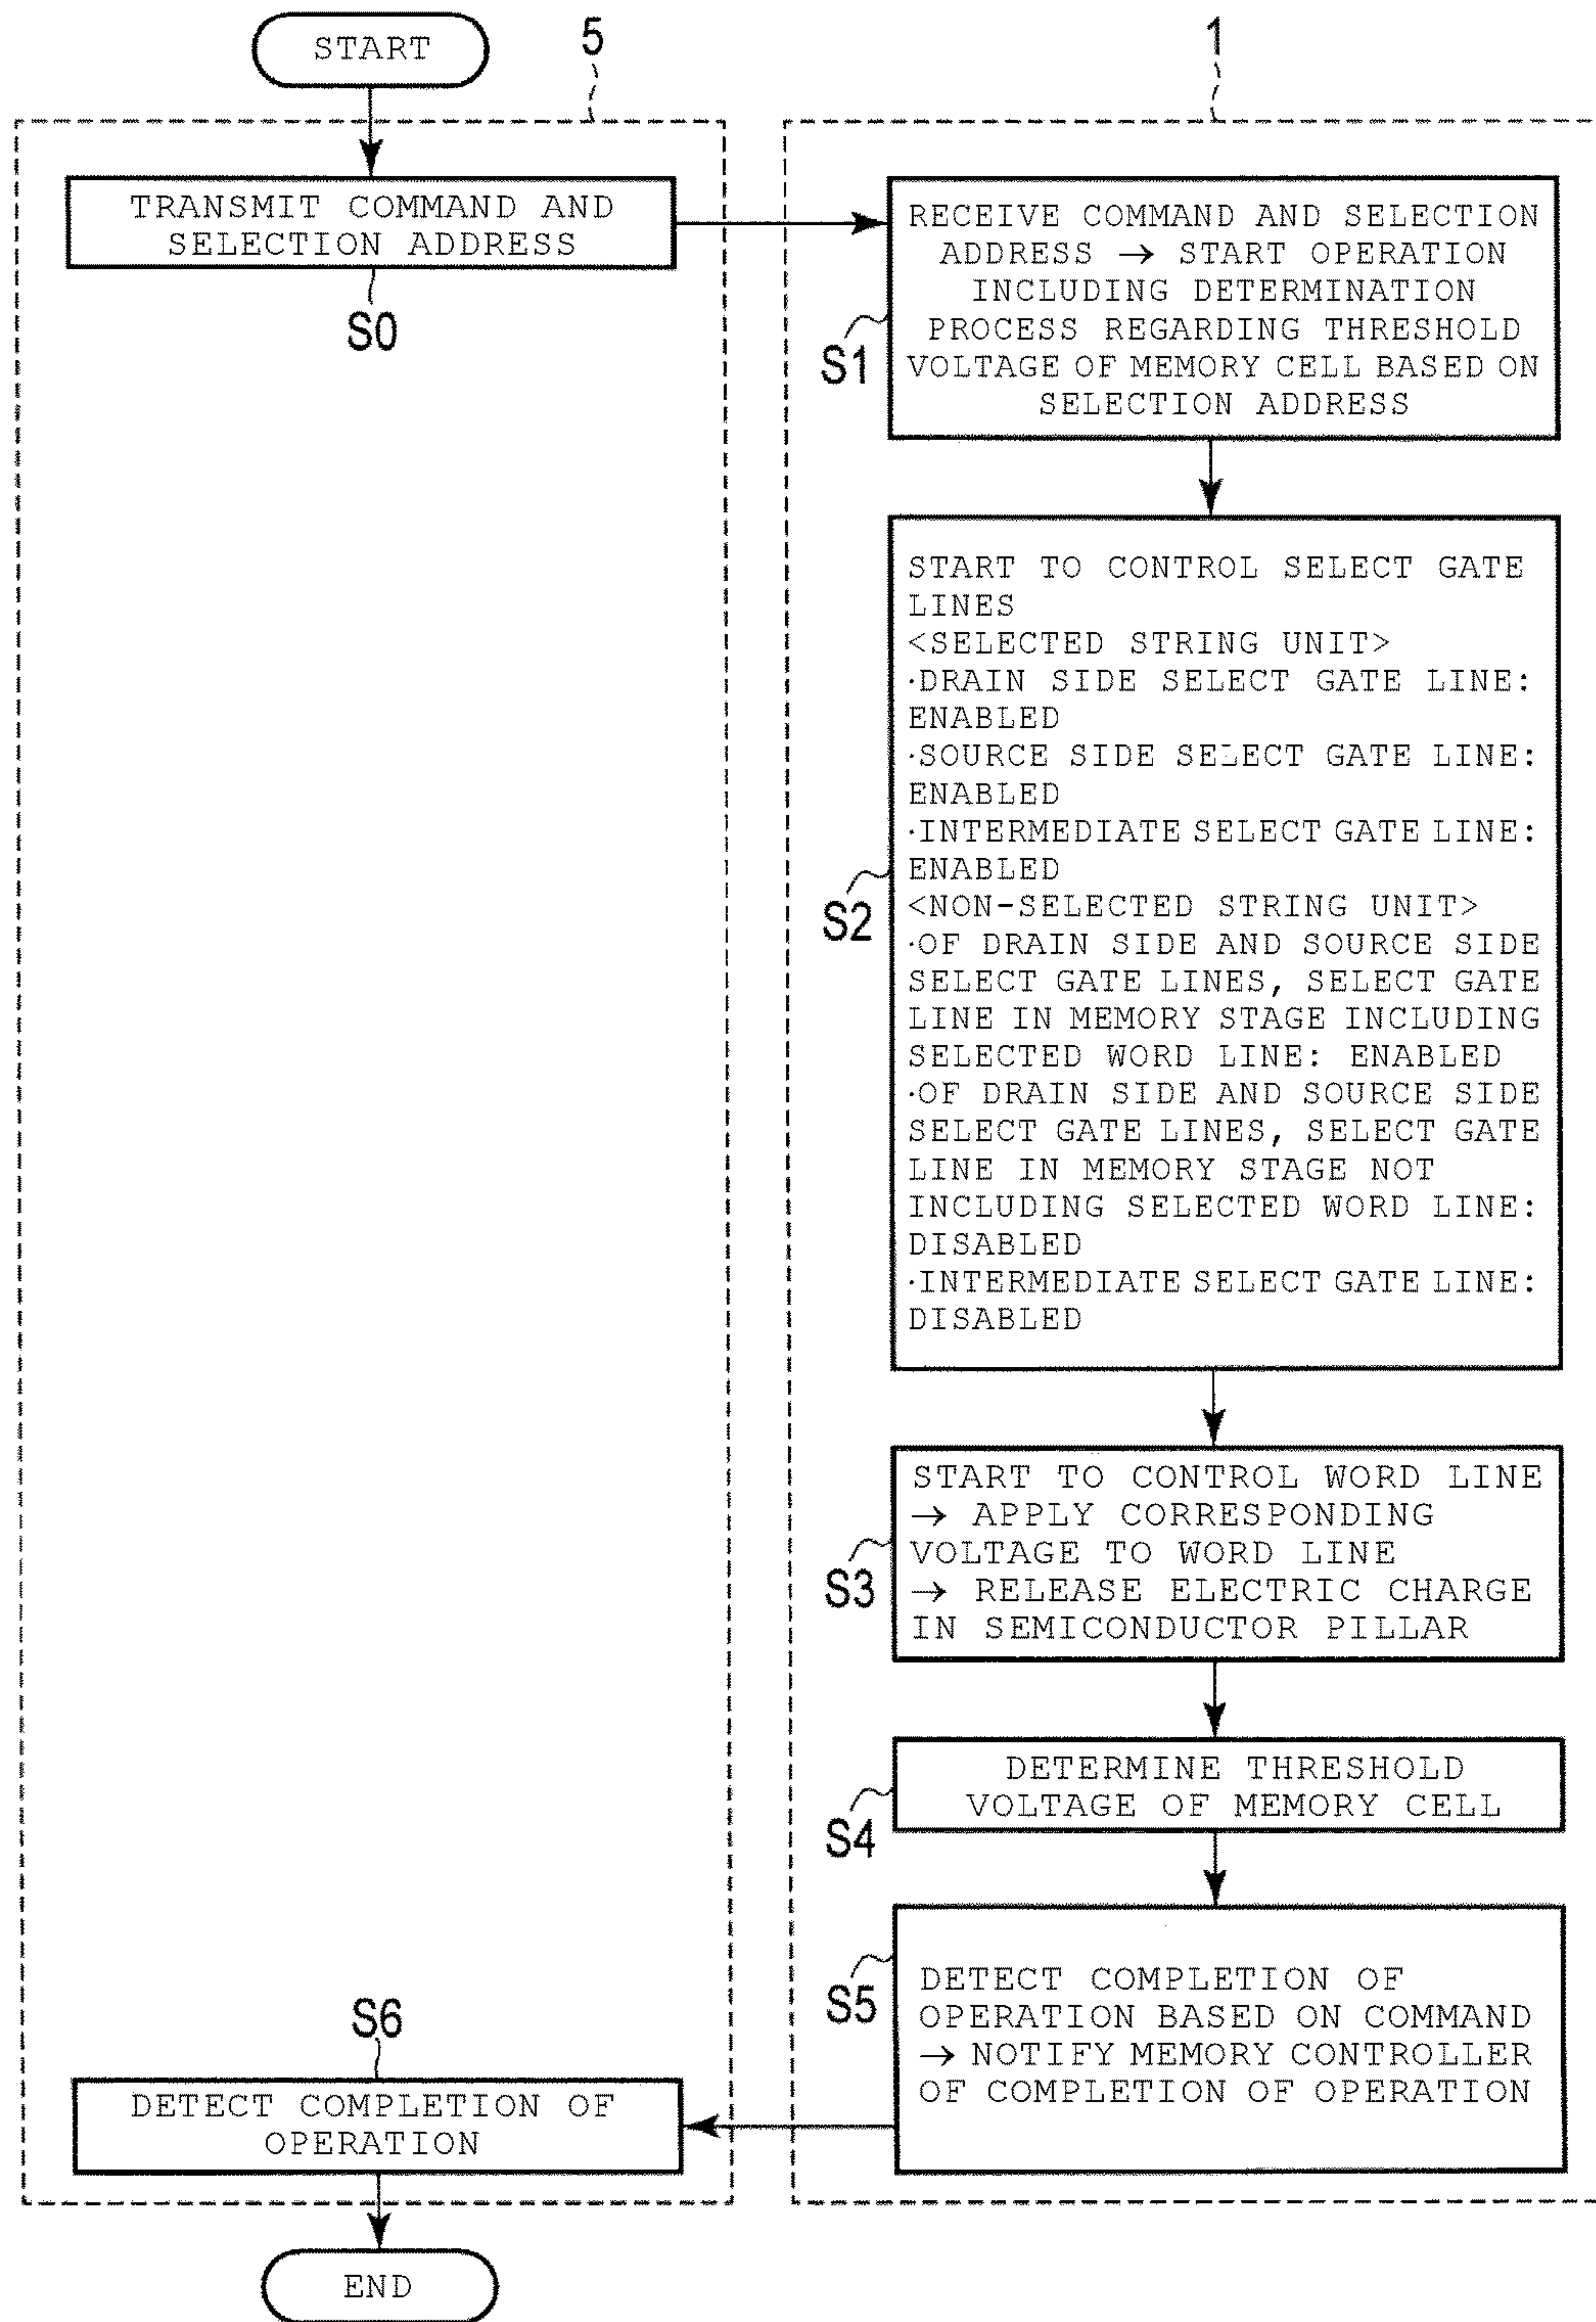 START
5
1
TRANSMIT COMMAND AND
SELECTION ADDRESS
S0
RECEIVE COMMAND AND SELECTION
ADDRESS → START OPERATION
INCLUDING DETERMINATION
PROCESS REGARDING THRESHOLD
VOLTAGE OF MEMORY CELL BASED ON
SELECTION ADDRESS
S1
START TO CONTROL SELECT GATE
LINES
<SELECTED STRING UNIT>
·DRAIN SIDE SELECT GATE LINE:
ENABLED
·SOURCE SIDE SELECT GATE LINE:
ENABLED
·INTERMEDIATE SELECT GATE LINE:
ENABLED
<NON-SELECTED STRING UNIT>
·OF DRAIN SIDE AND SOURCE SIDE
SELECT GATE LINES, SELECT GATE
LINE IN MEMORY STAGE INCLUDING
SELECTED WORD LINE: ENABLED
·OF DRAIN SIDE AND SOURCE SIDE
SELECT GATE LINES, SELECT GATE
LINE IN MEMORY STAGE NOT
INCLUDING SELECTED WORD LINE:
DISABLED
·INTERMEDIATE SELECT GATE LINE:
DISABLED
S2
START TO CONTROL WORD LINE
→ APPLY CORRESPONDING
VOLTAGE TO WORD LINE
→ RELEASE ELECTRIC CHARGE
IN SEMICONDUCTOR PILLAR
S3
DETERMINE THRESHOLD
VOLTAGE OF MEMORY CELL
S4
DETECT COMPLETION OF
OPERATION BASED ON COMMAND
→ NOTIFY MEMORY CONTROLLER
OF COMPLETION OF OPERATION
S5
S6
DETECT COMPLETION OF
OPERATION
END